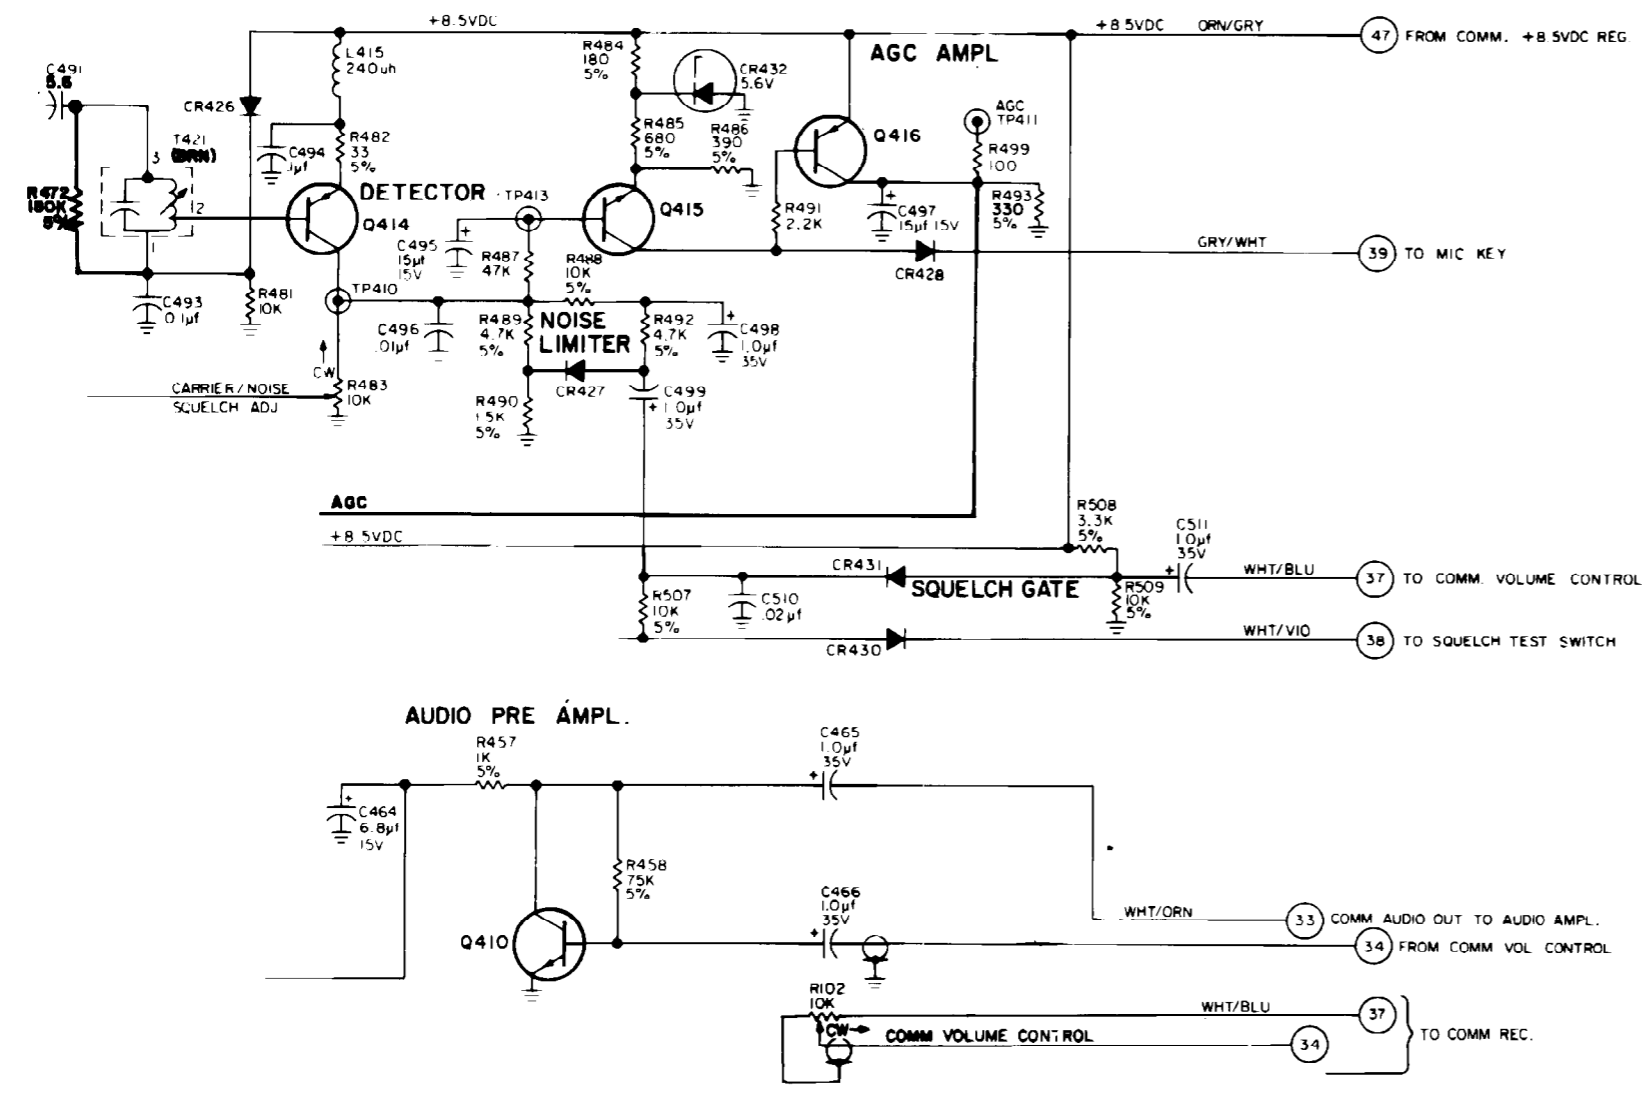 +8.5VDC
+8.5VDC ORN/GRY 47 FROM COMM. +8.5VDC REG.
C491
5.6
L415
240uh
R484
180
5%
AGC AMPL
CR432
5.6V
CR426
AGC
TP411
T421
(BRN)
3
2
1
C494
.1µf
R482
33
5%
R485
680
5%
R486
390
5%
Q416
R499
100
R472
180K
5%
DETECTOR
Q414
TP413
Q415
R491
2.2K
C497
15µf 15V
R493
330
5%
C495
15µf
15V
R487
47K
R488
10K
5%
GRY/WHT 39 TO MIC KEY
CR428
C493
0.1µf
R481
10K
TP410
C496
.01µf
R489
4.7K
5%
NOISE
LIMITER
R492
4.7K
5%
C498
1.0µf
35V
CW
CARRIER/NOISE
SQUELCH ADJ
R483
10K
CR427
R490
1.5K
5%
C499
1.0µf
35V
AGC
+8.5VDC
R508
3.3K
5%
C511
1.0µf
35V
CR431
SQUELCH GATE
WHT/BLU 37 TO COMM. VOLUME CONTROL
R507
10K
5%
C510
.02µf
R509
10K
5%
CR430
WHT/VIO 38 TO SQUELCH TEST SWITCH
AUDIO PRE AMPL.
R457
1K
5%
C465
1.0µf
35V
C464
6.8µf
15V
R458
75K
5%
C466
1.0µf
35V
WHT/ORN 33 COMM AUDIO OUT TO AUDIO AMPL.
Q410
34 FROM COMM VOL CONTROL
R102
10K
WHT/BLU 37
CW
COMM VOLUME CONTROL 34
TO COMM REC.